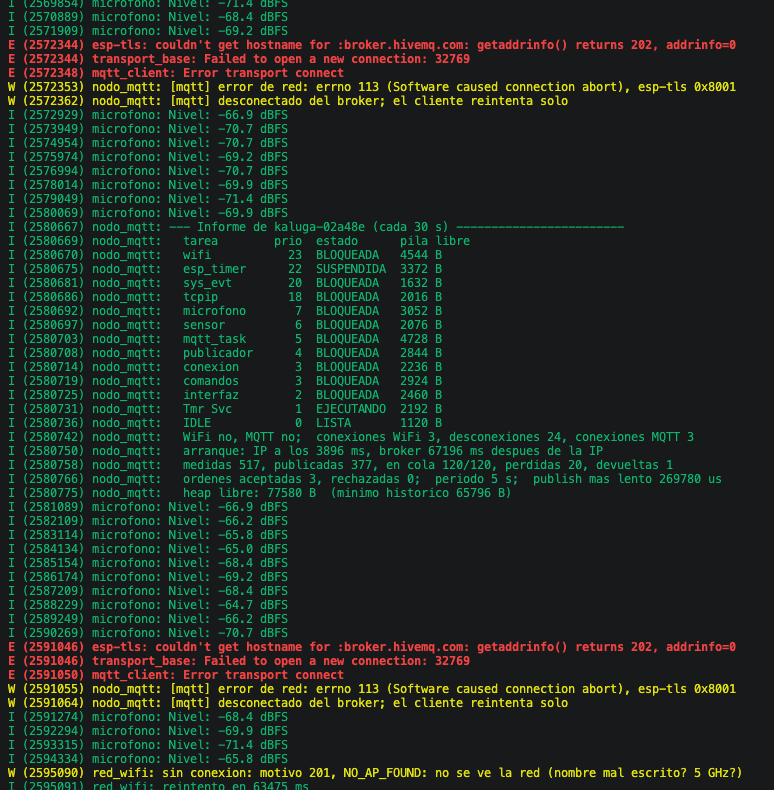 I (2569854) microfono: Nivel: -71.4 dBFS
I (2570889) microfono: Nivel: -68.4 dBFS
I (2571909) microfono: Nivel: -69.2 dBFS
E (2572344) esp-tls: couldn't get hostname for :broker.hivemq.com: getaddrinfo() returns 202, addrinfo=0
E (2572344) transport_base: Failed to open a new connection: 32769
E (2572348) mqtt_client: Error transport connect
W (2572353) nodo_mqtt: [mqtt] error de red: errno 113 (Software caused connection abort), esp-tls 0x8001
W (2572362) nodo_mqtt: [mqtt] desconectado del broker; el cliente reintenta solo
I (2572929) microfono: Nivel: -66.9 dBFS
I (2573949) microfono: Nivel: -70.7 dBFS
I (2574954) microfono: Nivel: -70.7 dBFS
I (2575974) microfono: Nivel: -69.2 dBFS
I (2576994) microfono: Nivel: -70.7 dBFS
I (2578014) microfono: Nivel: -69.9 dBFS
I (2579049) microfono: Nivel: -71.4 dBFS
I (2580069) microfono: Nivel: -69.9 dBFS
I (2580667) nodo_mqtt: --- Informe de kaluga-02a48e (cada 30 s) ------------------------
I (2580669) nodo_mqtt:   tarea        prio  estado      pila libre
I (2580670) nodo_mqtt:   wifi           23  BLOQUEADA   4544 B
I (2580675) nodo_mqtt:   esp_timer      22  SUSPENDIDA  3372 B
I (2580681) nodo_mqtt:   sys_evt        20  BLOQUEADA   1632 B
I (2580686) nodo_mqtt:   tcpip          18  BLOQUEADA   2016 B
I (2580692) nodo_mqtt:   microfono       7  BLOQUEADA   3052 B
I (2580697) nodo_mqtt:   sensor          6  BLOQUEADA   2076 B
I (2580703) nodo_mqtt:   mqtt_task       5  BLOQUEADA   4728 B
I (2580708) nodo_mqtt:   publicador      4  BLOQUEADA   2844 B
I (2580714) nodo_mqtt:   conexion        3  BLOQUEADA   2236 B
I (2580719) nodo_mqtt:   comandos        3  BLOQUEADA   2924 B
I (2580725) nodo_mqtt:   interfaz        2  BLOQUEADA   2460 B
I (2580731) nodo_mqtt:   Tmr Svc         1  EJECUTANDO  2192 B
I (2580736) nodo_mqtt:   IDLE            0  LISTA       1120 B
I (2580742) nodo_mqtt:   WiFi no, MQTT no;  conexiones WiFi 3, desconexiones 24, conexiones MQTT 3
I (2580750) nodo_mqtt:   arranque: IP a los 3896 ms, broker 67196 ms despues de la IP
I (2580758) nodo_mqtt:   medidas 517, publicadas 377, en cola 120/120, perdidas 20, devueltas 1
I (2580766) nodo_mqtt:   ordenes aceptadas 3, rechazadas 0;  periodo 5 s;  publish mas lento 269780 us
I (2580775) nodo_mqtt:   heap libre: 77580 B  (minimo historico 65796 B)
I (2581089) microfono: Nivel: -66.9 dBFS
I (2582109) microfono: Nivel: -66.2 dBFS
I (2583114) microfono: Nivel: -65.8 dBFS
I (2584134) microfono: Nivel: -65.0 dBFS
I (2585154) microfono: Nivel: -68.4 dBFS
I (2586174) microfono: Nivel: -69.2 dBFS
I (2587209) microfono: Nivel: -68.4 dBFS
I (2588229) microfono: Nivel: -64.7 dBFS
I (2589249) microfono: Nivel: -66.2 dBFS
I (2590269) microfono: Nivel: -70.7 dBFS
E (2591046) esp-tls: couldn't get hostname for :broker.hivemq.com: getaddrinfo() returns 202, addrinfo=0
E (2591046) transport_base: Failed to open a new connection: 32769
E (2591050) mqtt_client: Error transport connect
W (2591055) nodo_mqtt: [mqtt] error de red: errno 113 (Software caused connection abort), esp-tls 0x8001
W (2591064) nodo_mqtt: [mqtt] desconectado del broker; el cliente reintenta solo
I (2591274) microfono: Nivel: -68.4 dBFS
I (2592294) microfono: Nivel: -69.9 dBFS
I (2593315) microfono: Nivel: -71.4 dBFS
I (2594334) microfono: Nivel: -65.8 dBFS
W (2595090) red_wifi: sin conexion: motivo 201, NO_AP_FOUND: no se ve la red (nombre mal escrito? 5 GHz?)
I (2595091) red_wifi: reintento en 63475 ms